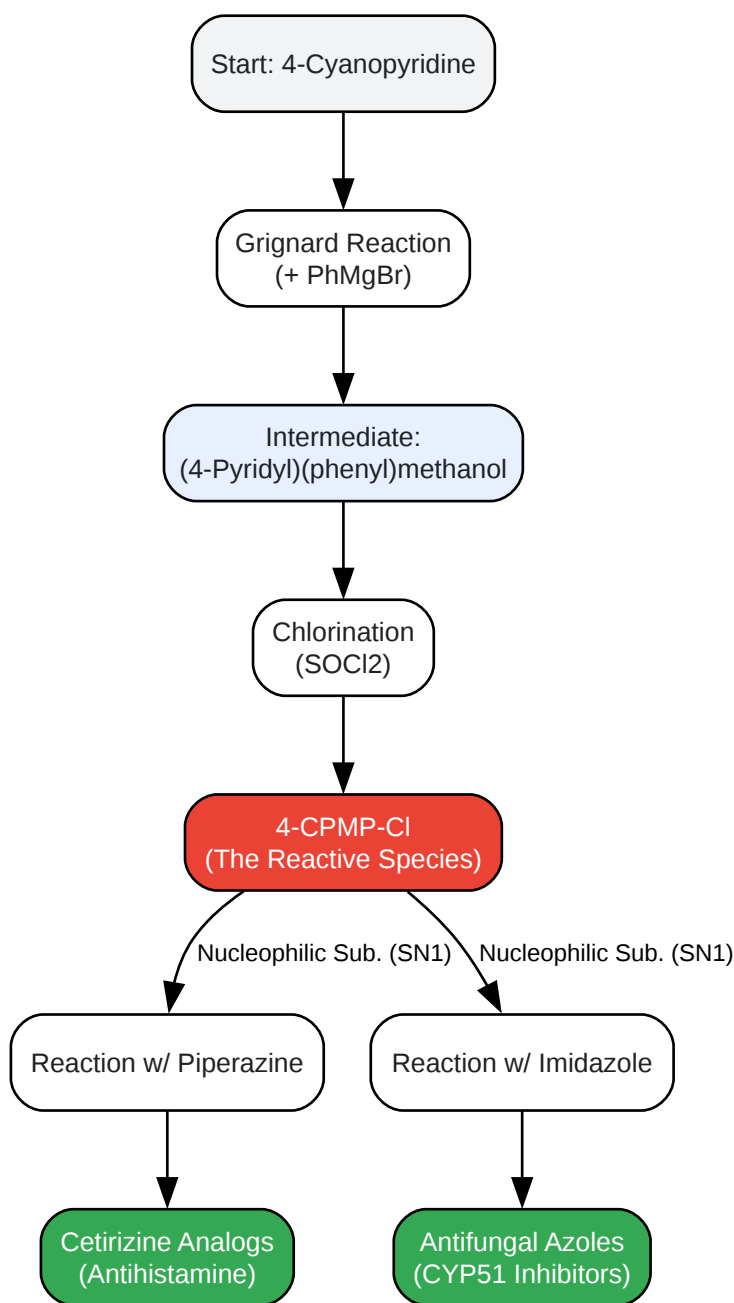 Start: 4-Cyanopyridine
Grignard Reaction
(+ PhMgBr)
Intermediate:
(4-Pyridyl)(phenyl)methanol
Chlorination
(SOCl2)
4-CPMP-Cl
(The Reactive Species)
Nucleophilic Sub. (SN1)
Nucleophilic Sub. (SN1)
Reaction w/ Piperazine
Reaction w/ Imidazole
Cetirizine Analogs
(Antihistamine)
Antifungal Azoles
(CYP51 Inhibitors)